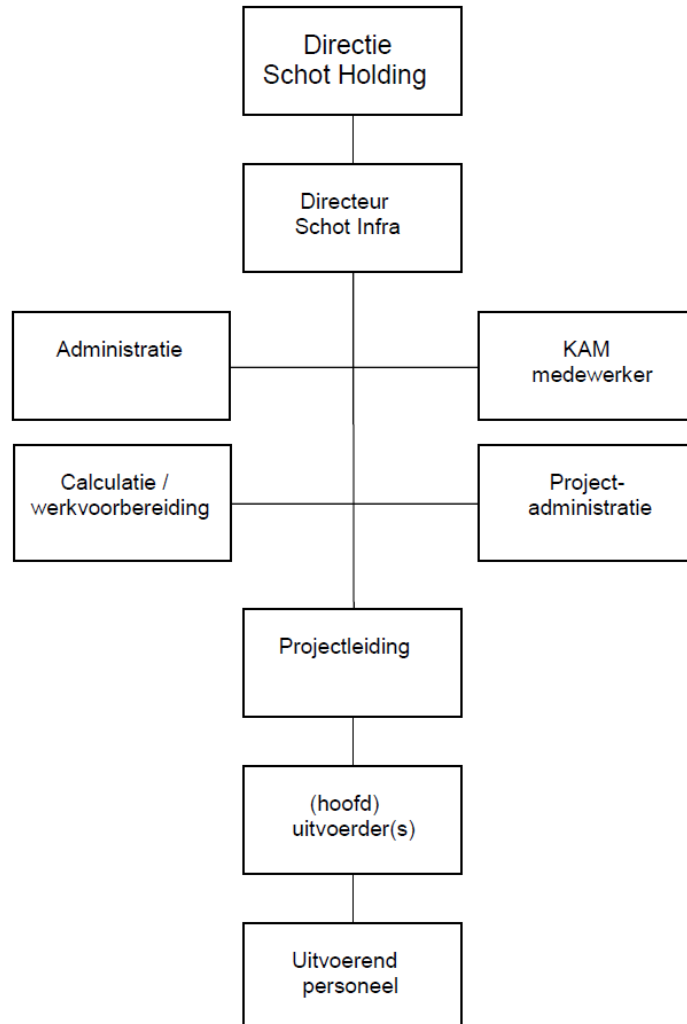 Directie
Schot Holding
Directeur
Schot Infra
Administratie
KAM
medewerker
Calculatie /
werkvoorbereiding
Project-
administratie
Projectleiding
(hoofd)
uitvoerder(s)
Uitvoerend
personeel